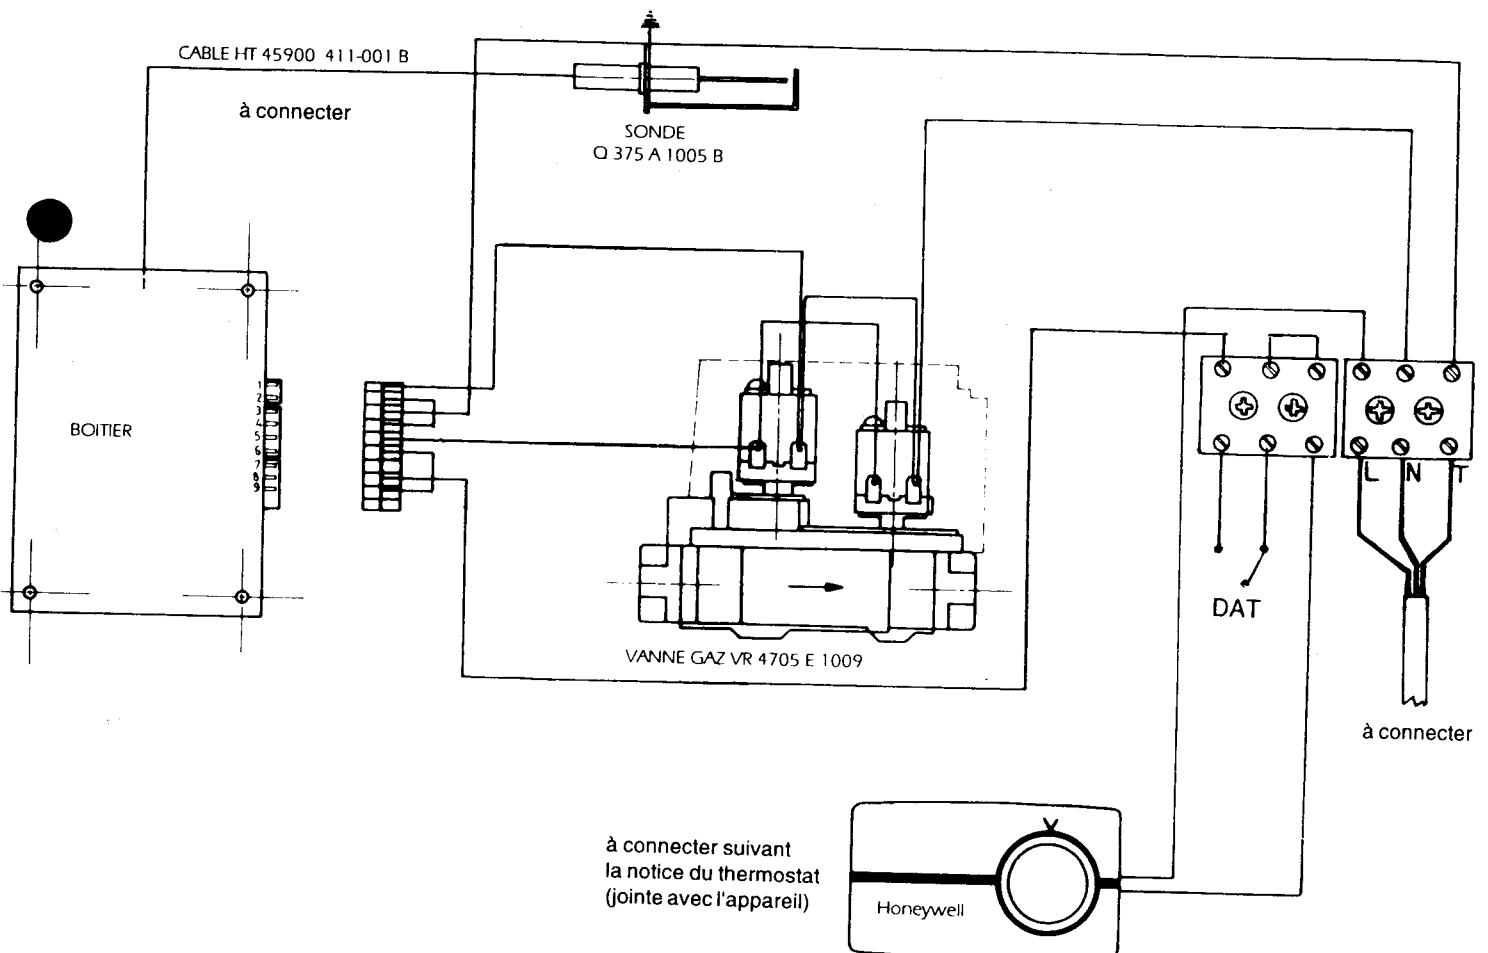 CABLE HT 45900 411-001 B
à connecter
SONDE
Q 375 A 1005 B
BOITIER
1
2
3
4
5
6
7
8
9
L N T
DAT
VANNE GAZ VR 4705 E 1009
à connecter
à connecter suivant
la notice du thermostat
(jointe avec l'appareil)
Honeywell